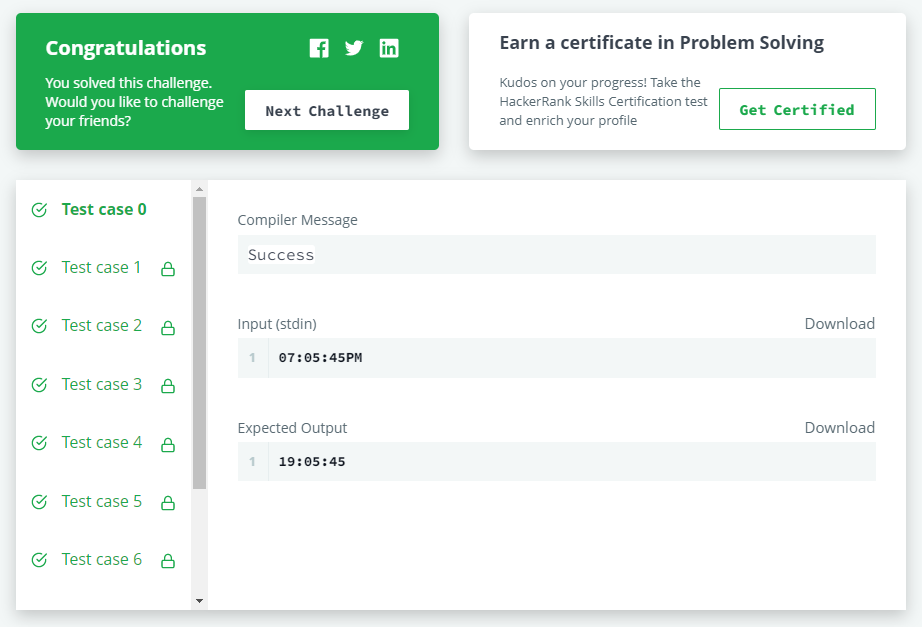 Congratulations
You solved this challenge.
Would you like to challenge
your friends?
Next Challenge
Earn a certificate in Problem Solving
Kudos on your progress! Take the
HackerRank Skills Certification test
and enrich your profile
Get Certified
Test case 0
Test case 1
Test case 2
Test case 3
Test case 4
Test case 5
Test case 6
Compiler Message
Success
Input (stdin)
Download
1 07:05:45PM
Expected Output
Download
1 19:05:45